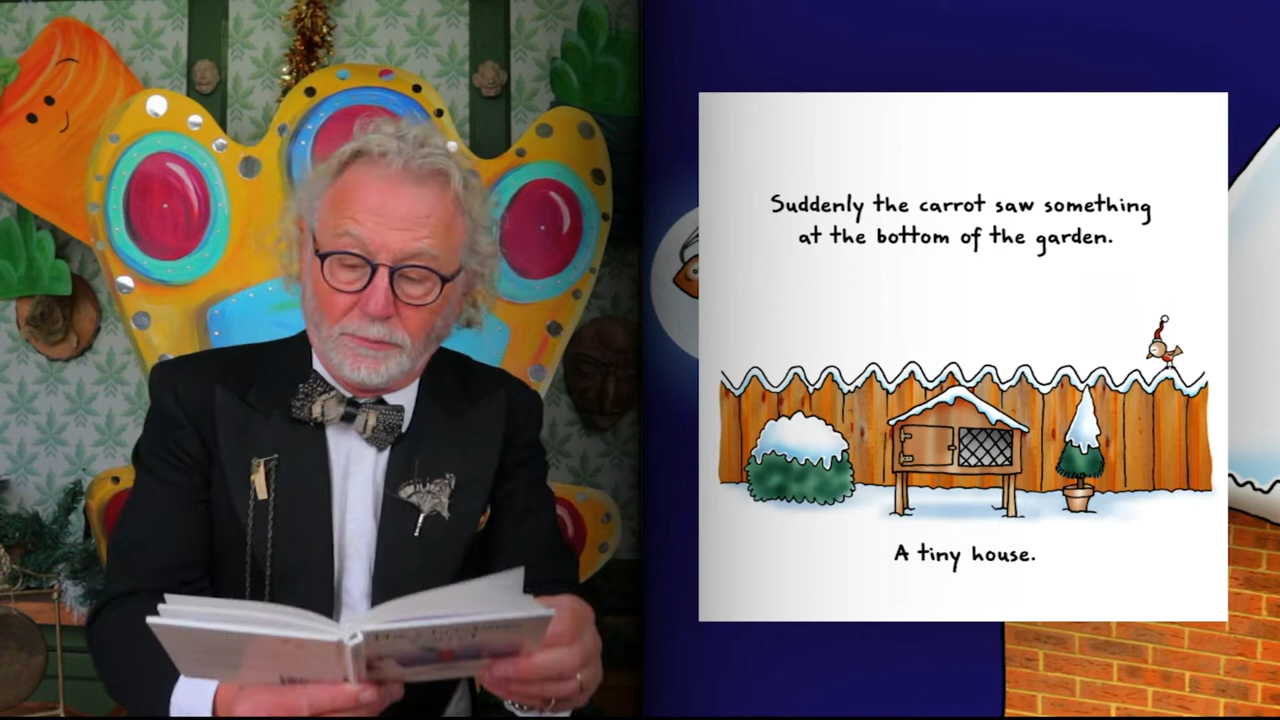 Suddenly the carrot saw something
at the bottom of the garden.
A tiny house.